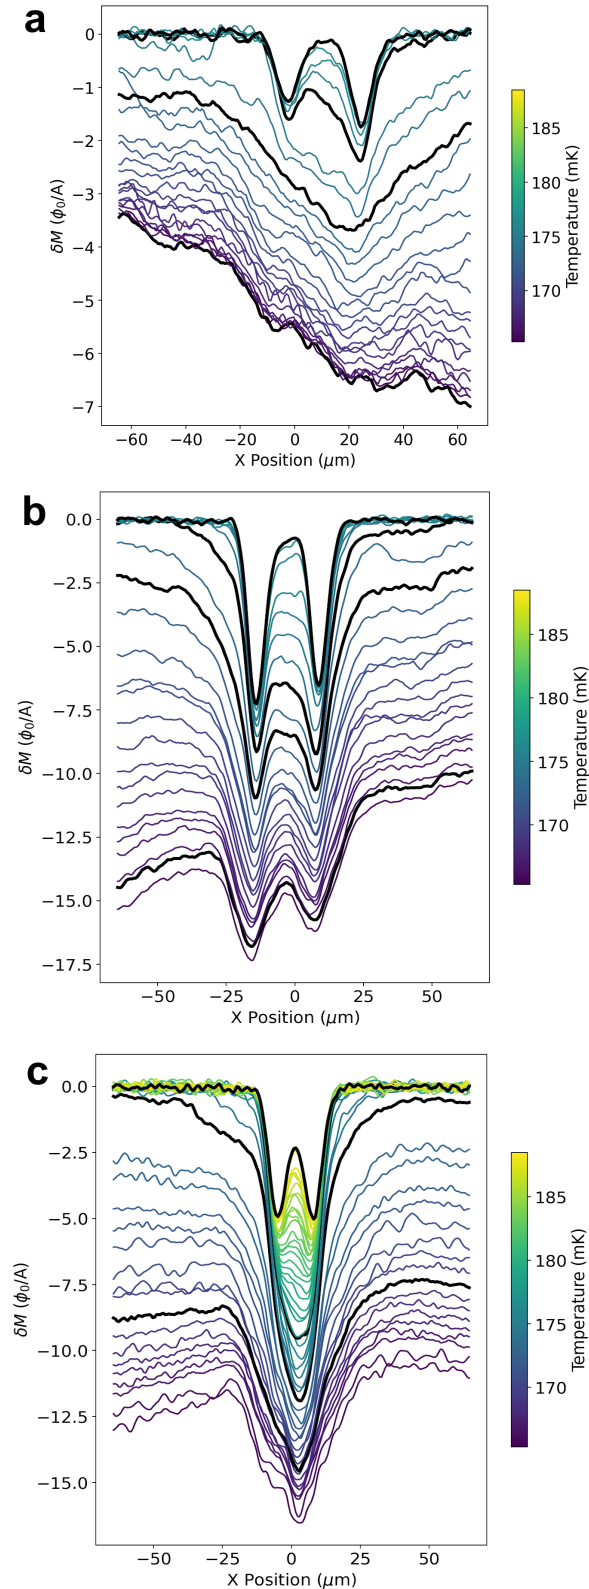 a
0
−1
−2
−3
−4
−5
−6
−7
δM (ϕ0/A)
−60 −40 −20 0 20 40 60
X Position (μm)
185
180
175
170
Temperature (mK)
b
0.0
−2.5
−5.0
−7.5
−10.0
−12.5
−15.0
−17.5
δM (ϕ0/A)
−50 −25 0 25 50
X Position (μm)
185
180
175
170
Temperature (mK)
c
0.0
−2.5
−5.0
−7.5
−10.0
−12.5
−15.0
δM (ϕ0/A)
−50 −25 0 25 50
X Position (μm)
185
180
175
170
Temperature (mK)